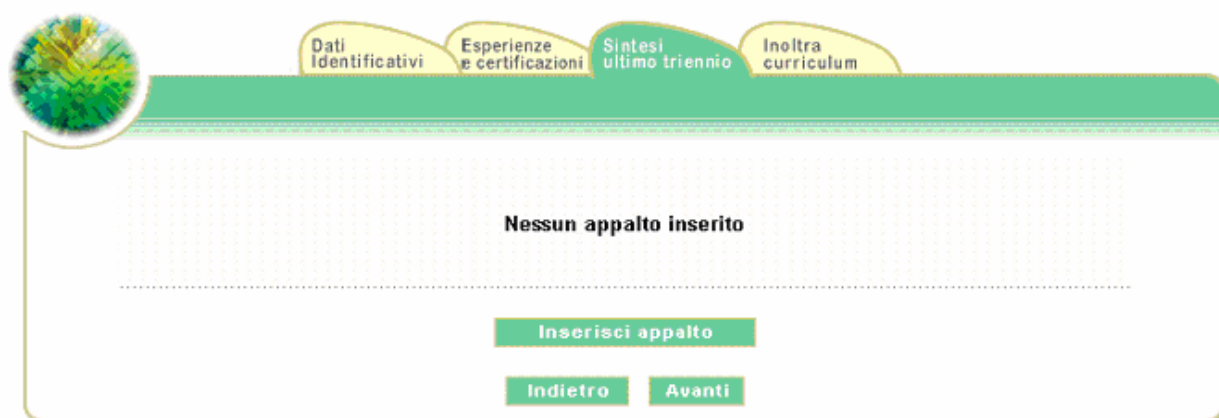 Dati
Identificativi
Esperienze
e certificazioni
Sintesi
ultimo triennio
Inoltra
curriculum
Nessun appalto inserito
Inserisci appalto
Indietro
Avanti